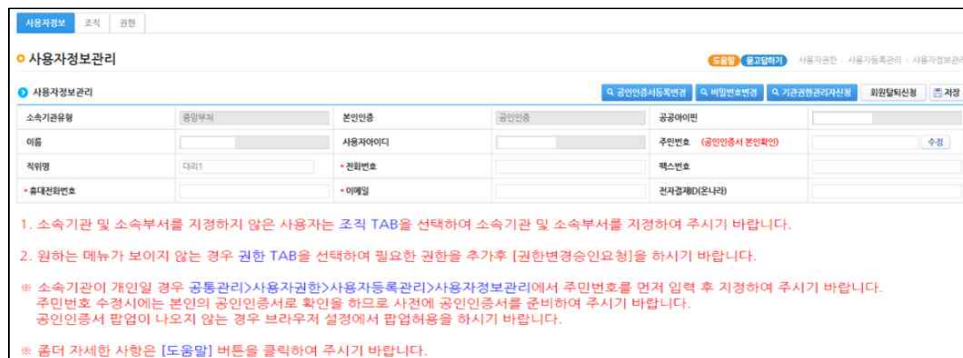 사용자정보 조직 권한
사용자정보관리
도움말 묻고답하기 사용자권한 사용자등록관리 사용자정보관리
사용자정보관리 공인인증서등록변경 비밀번호변경 기관권한관리자신청 회원탈퇴신청 저장
소속기관유형 중앙부처 본인인증 공인인증 공공아이핀
이름 사용자아이디 주민번호 (공인인증서 본인확인) 수정
직위명 대리1 * 전화번호 팩스번호
* 휴대전화번호 * 이메일 전자결재ID(온나라)
1. 소속기관 및 소속부서를 지정하지 않은 사용자는 조직 TAB을 선택하여 소속기관 및 소속부서를 지정하여 주시기 바랍니다.
2. 원하는 메뉴가 보이지 않는 경우 권한 TAB을 선택하여 필요한 권한을 추가후 [권한변경승인요청]을 하시기 바랍니다.
※ 소속기관이 개인일 경우 공통관리>사용자권한>사용자등록관리>사용자정보관리에서 주민번호를 먼저 입력 후 지정하여 주시기 바랍니다.
주민번호 수정시에는 본인의 공인인증서로 확인을 하므로 사전에 공인인증서를 준비하여 주시기 바랍니다.
공인인증서 팝업이 나오지 않는 경우 브라우저 설정에서 팝업허용을 하시기 바랍니다.
※ 좀더 자세한 사항은 [도움말] 버튼을 클릭하여 주시기 바랍니다.